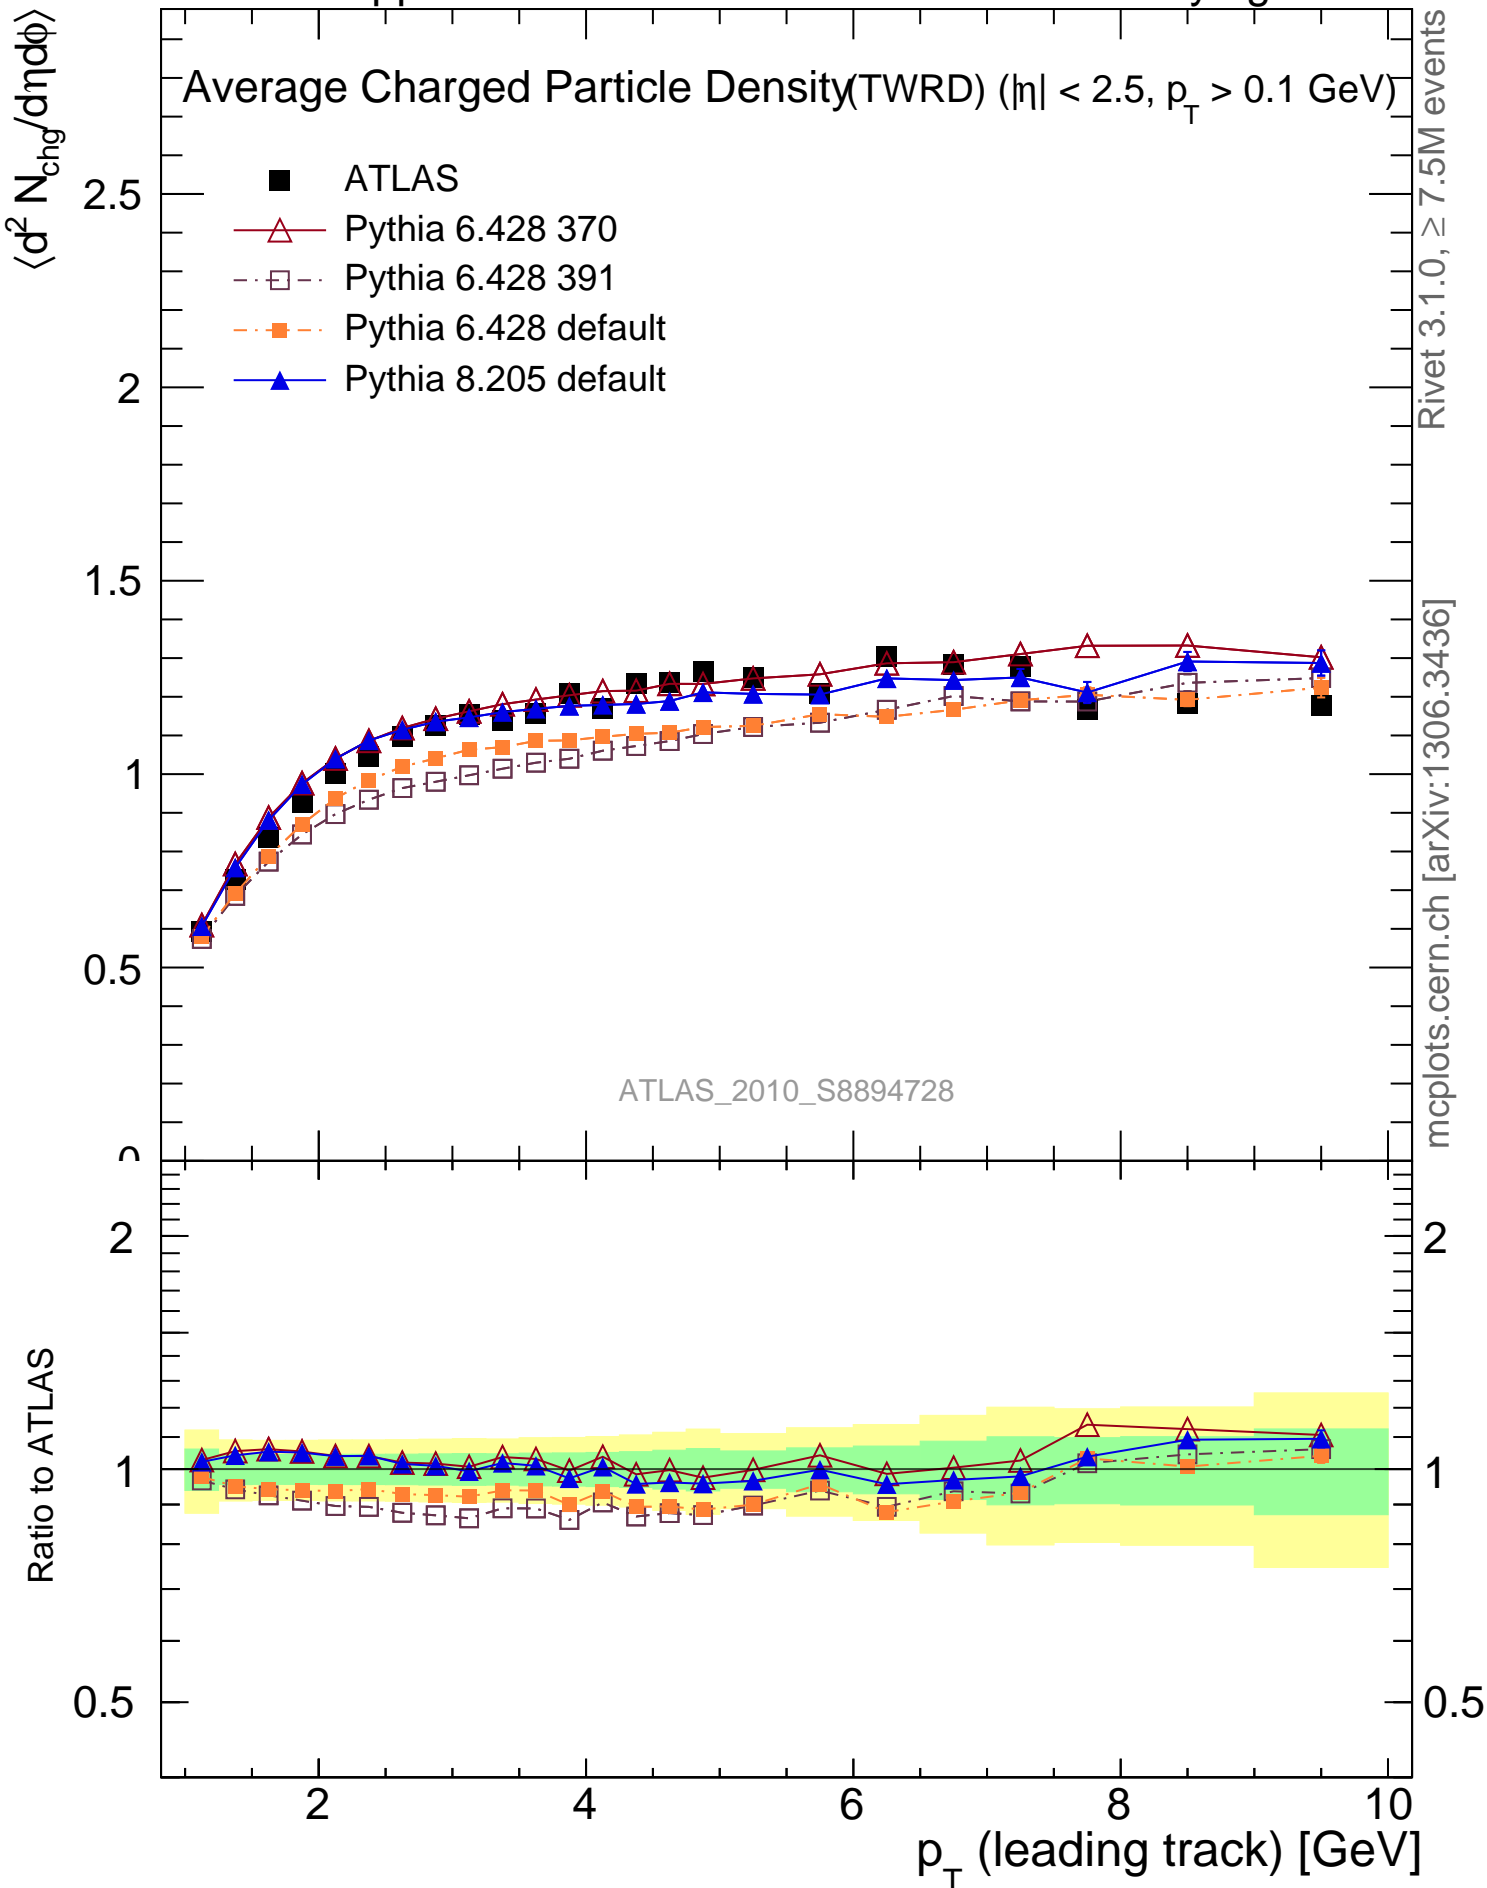 ⟨d² N_chg/dηdϕ⟩
Average Charged Particle Density (TWRD) (|η| < 2.5, p_T > 0.1 GeV)
ATLAS
Pythia 6.428 370
Pythia 6.428 391
Pythia 6.428 default
Pythia 8.205 default
2.5
2
1.5
1
0.5
0
ATLAS_2010_S8894728
Rivet 3.1.0, ≥ 7.5M events
mcplots.cern.ch [arXiv:1306.3436]
Ratio to ATLAS
2
1
0.5
2
1
0.5
2 4 6 8 10
p_T (leading track) [GeV]